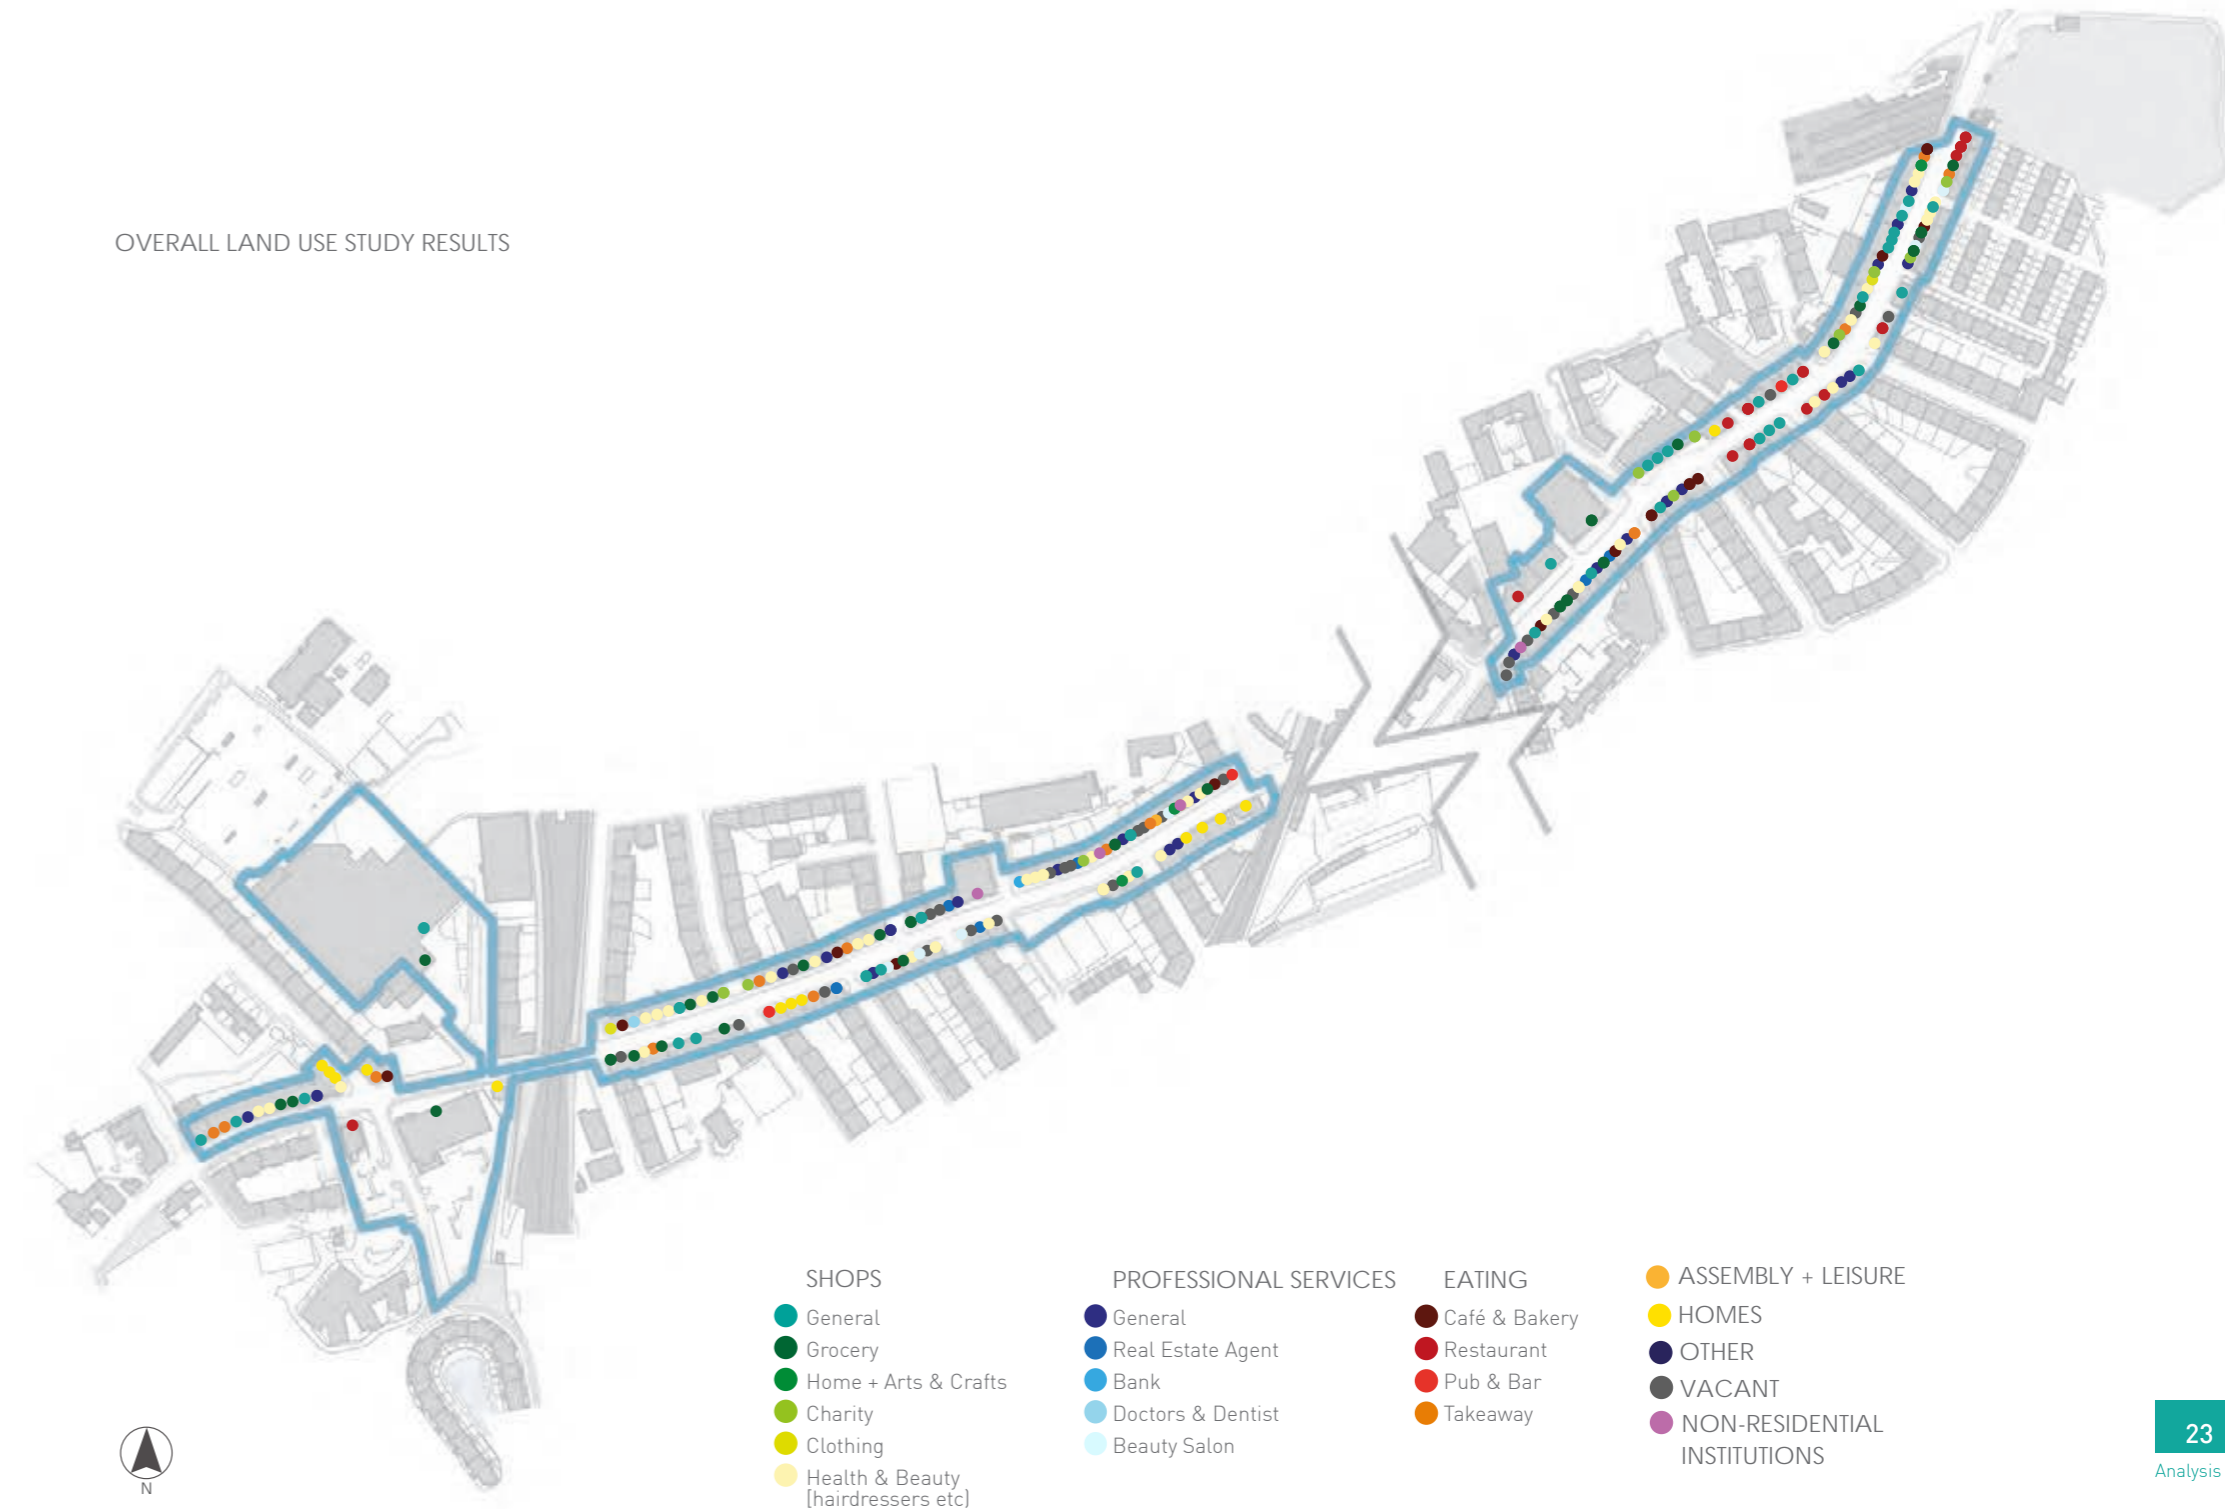 OVERALL LAND USE STUDY RESULTS
SHOPS
General
Grocery
Home + Arts & Crafts
Charity
Clothing
Health & Beauty
[hairdressers etc]
PROFESSIONAL SERVICES
General
Real Estate Agent
Bank
Doctors & Dentist
Beauty Salon
EATING
Café & Bakery
Restaurant
Pub & Bar
Takeaway
ASSEMBLY + LEISURE
HOMES
OTHER
VACANT
NON-RESIDENTIAL
INSTITUTIONS
N
23
Analysis